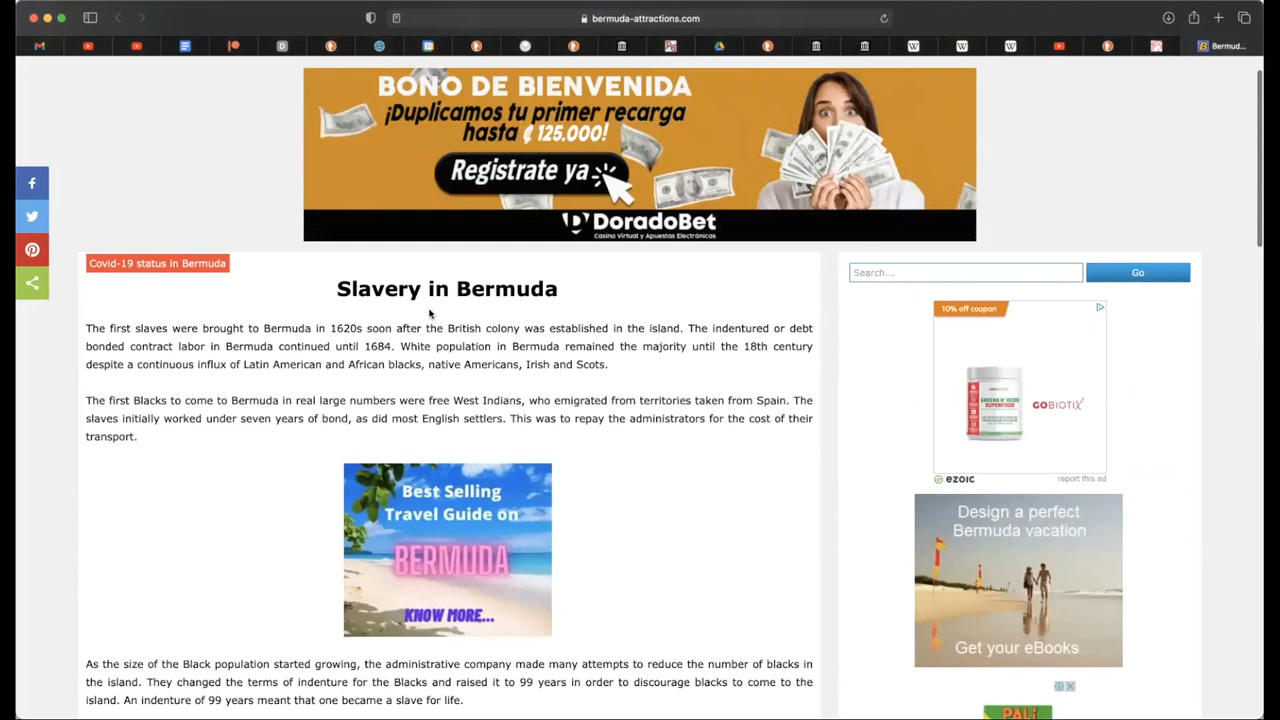 bermuda-attractions.com
Bermud...
BONO DE BIENVENIDA
¡Duplicamos tu primer recarga
hasta ₡ 125.000!
Registrate ya
DoradoBet
Casino Virtual y Apuestas Electrónicas
Covid-19 status in Bermuda
Search...
Go
Slavery in Bermuda
The first slaves were brought to Bermuda in 1620s soon after the British colony was established in the island. The indentured or debt
bonded contract labor in Bermuda continued until 1684. White population in Bermuda remained the majority until the 18th century
despite a continuous influx of Latin American and African blacks, native Americans, Irish and Scots.
The first Blacks to come to Bermuda in real large numbers were free West Indians, who emigrated from territories taken from Spain. The
slaves initially worked under seven years of bond, as did most English settlers. This was to repay the administrators for the cost of their
transport.
Best Selling
Travel Guide on
BERMUDA
KNOW MORE...
As the size of the Black population started growing, the administrative company made many attempts to reduce the number of blacks in
the island. They changed the terms of indenture for the Blacks and raised it to 99 years in order to discourage blacks to come to the
island. An indenture of 99 years meant that one became a slave for life.
10% off coupon
GOBIOTIX
ezoic
report this ad
Design a perfect
Bermuda vacation
Get your eBooks
PALI